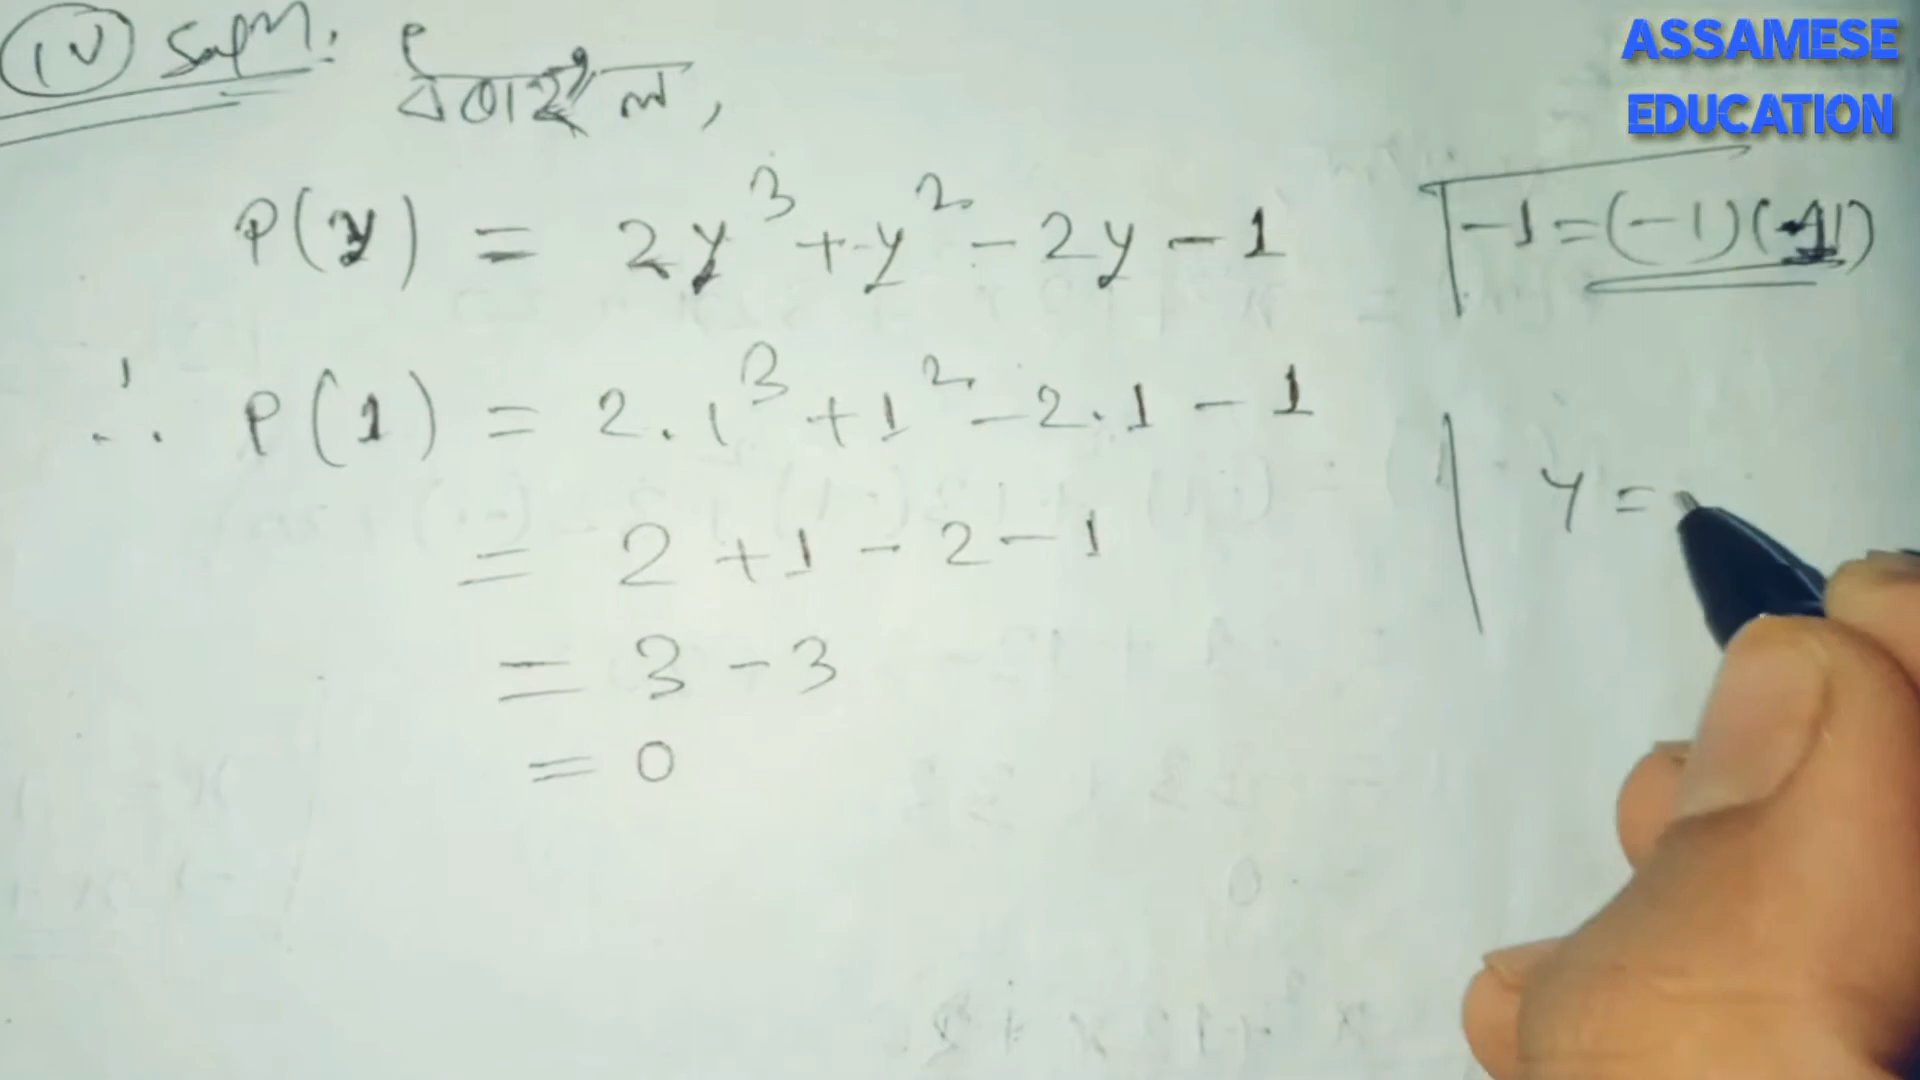 ASSAMESE
EDUCATION
(iv) Solⁿ:
P(y) = 2y³ + y² - 2y - 1
-1 = (-1)(1)
∴ P(1) = 2.1³ + 1² - 2.1 - 1
= 2 + 1 - 2 - 1
y =
= 3 - 3
= 0